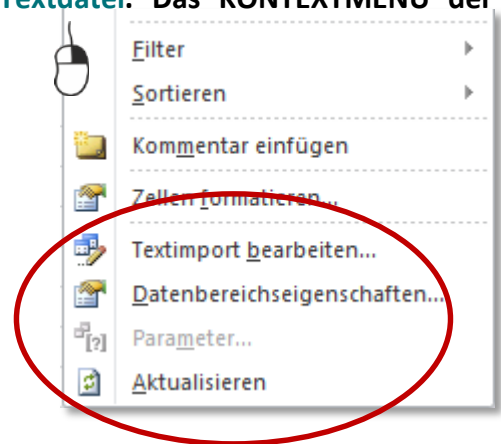 Textdatei. Das KONTEXTMENÜ der
Filter
Sortieren
Kommentar einfügen
Zellen formatieren...
Textimport bearbeiten...
Datenbereichseigenschaften...
[?] Parameter...
Aktualisieren